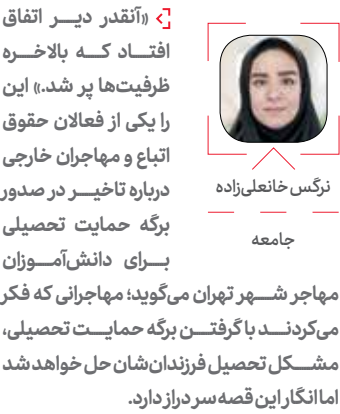 «آنقدر دیر اتفاق
افتاد که بالاخره
ظرفیت‌ها پر شد.» این
را یکی از فعالان حقوق
اتباع و مهاجران خارجی
درباره تاخیر در صدور
برگه حمایت تحصیلی
برای دانش‌آموزان
مهاجر شهر تهران می‌گوید؛ مهاجرانی که فکر
می‌کردند با گرفتن برگه حمایت تحصیلی،
مشکل تحصیل فرزندان‌شان حل خواهد شد
اما انگار این قصه سر دراز دارد.
نرگس خانعلی‌زاده
جامعه